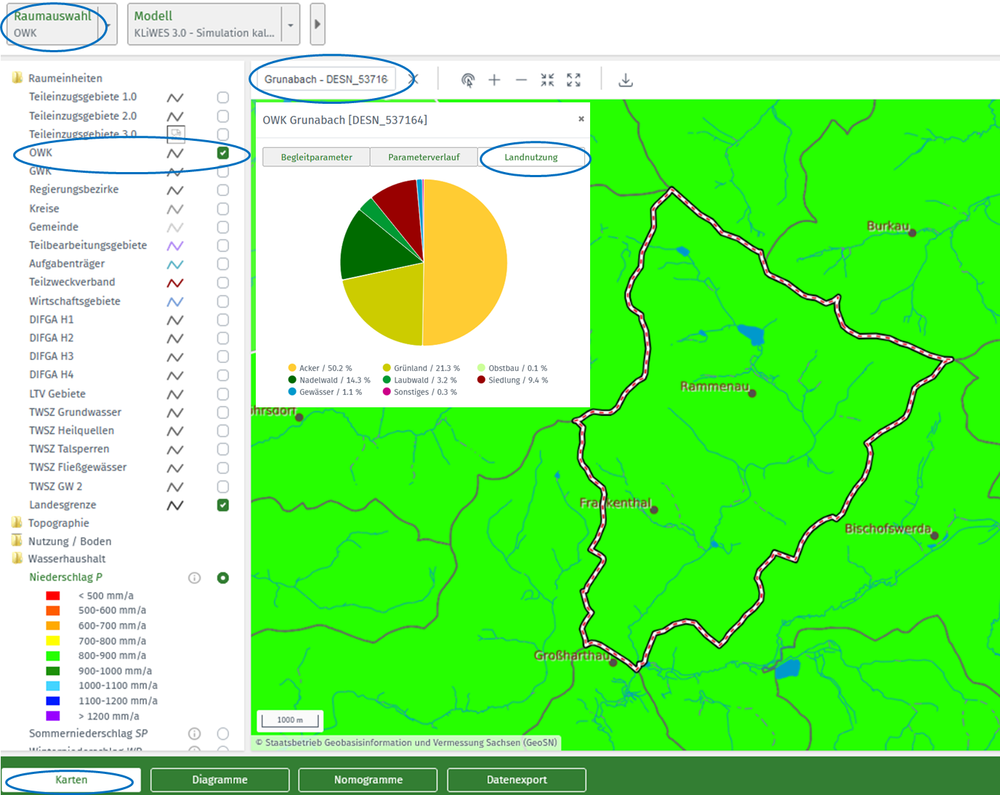 Raumauswahl
OWK
Modell
KLiWES 3.0 - Simulation kal...
Raumeinheiten
Teileinzugsgebiete 1.0
Teileinzugsgebiete 2.0
Teileinzugsgebiete 3.0
OWK
GWK
Regierungsbezirke
Kreise
Gemeinde
Teilbearbeitungsgebiete
Aufgabenträger
Teilzweckverband
Wirtschaftsgebiete
DIFGA H1
DIFGA H2
DIFGA H3
DIFGA H4
LTV Gebiete
TWSZ Grundwasser
TWSZ Heilquellen
TWSZ Talsperren
TWSZ Fließgewässer
TWSZ GW 2
Landesgrenze
Topographie
Nutzung / Boden
Wasserhaushalt
Niederschlag P
< 500 mm/a
500-600 mm/a
600-700 mm/a
700-800 mm/a
800-900 mm/a
900-1000 mm/a
1000-1100 mm/a
1100-1200 mm/a
> 1200 mm/a
Sommerniederschlag SP
Grunabach - DESN_53716
OWK Grunabach [DESN_537164]
Begleitparameter
Parameterverlauf
Landnutzung
Acker / 50.2 %
Grünland / 21.3 %
Obstbau / 0.1 %
Nadelwald / 14.3 %
Laubwald / 3.2 %
Siedlung / 9.4 %
Gewässer / 1.1 %
Sonstiges / 0.3 %
Burkau
Rammenau
Frankenthal
Bischofswerda
Großharthau
1000 m
© Staatsbetrieb Geobasisinformation und Vermessung Sachsen (GeoSN)
Karten
Diagramme
Nomogramme
Datenexport